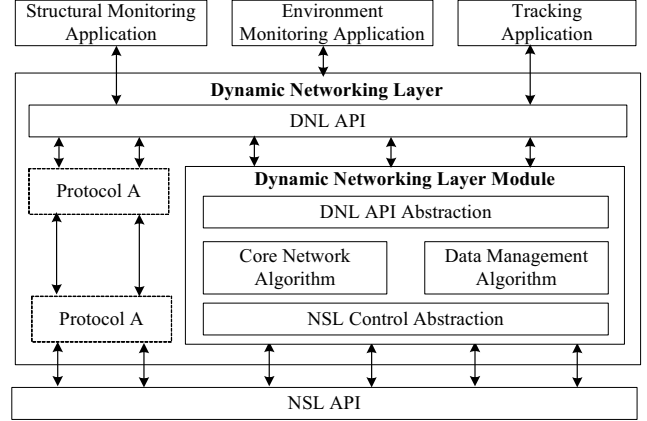 Structural Monitoring
Application
Environment
Monitoring Application
Tracking
Application
Dynamic Networking Layer
DNL API
Protocol A
Dynamic Networking Layer Module
DNL API Abstraction
Core Network
Algorithm
Data Management
Algorithm
Protocol A
NSL Control Abstraction
NSL API